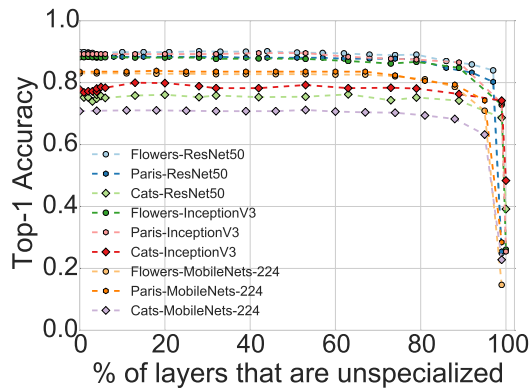 1.0
0.8
0.6
0.4
0.2
0.0
Top-1 Accuracy
Flowers-ResNet50
Paris-ResNet50
Cats-ResNet50
Flowers-InceptionV3
Paris-InceptionV3
Cats-InceptionV3
Flowers-MobileNets-224
Paris-MobileNets-224
Cats-MobileNets-224
0 20 40 60 80 100
% of layers that are unspecialized